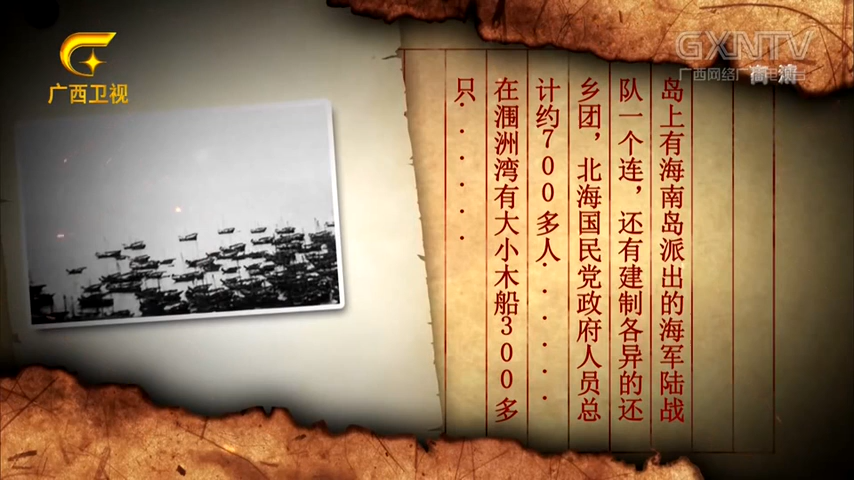 广西卫视
GXNTV
广西网络广播电视台
岛上有海南岛派出的海军陆战
队一个连，还有建制各异的还
乡团，北海国民党政府人员总
计约700多人......
在涠洲湾有大小木船300多
只......